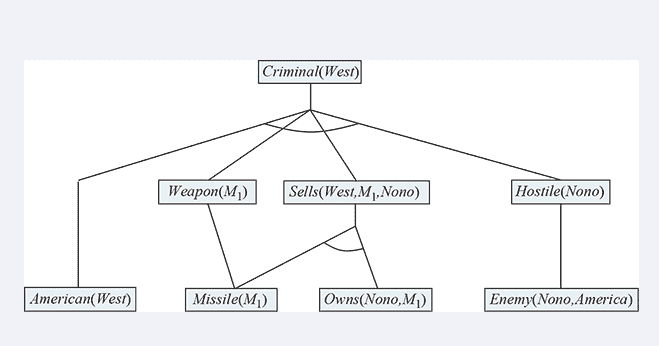 Criminal(West)
Weapon(M1)
Sells(West,M1,Nono)
Hostile(Nono)
American(West)
Missile(M1)
Owns(Nono,M1)
Enemy(Nono,America)